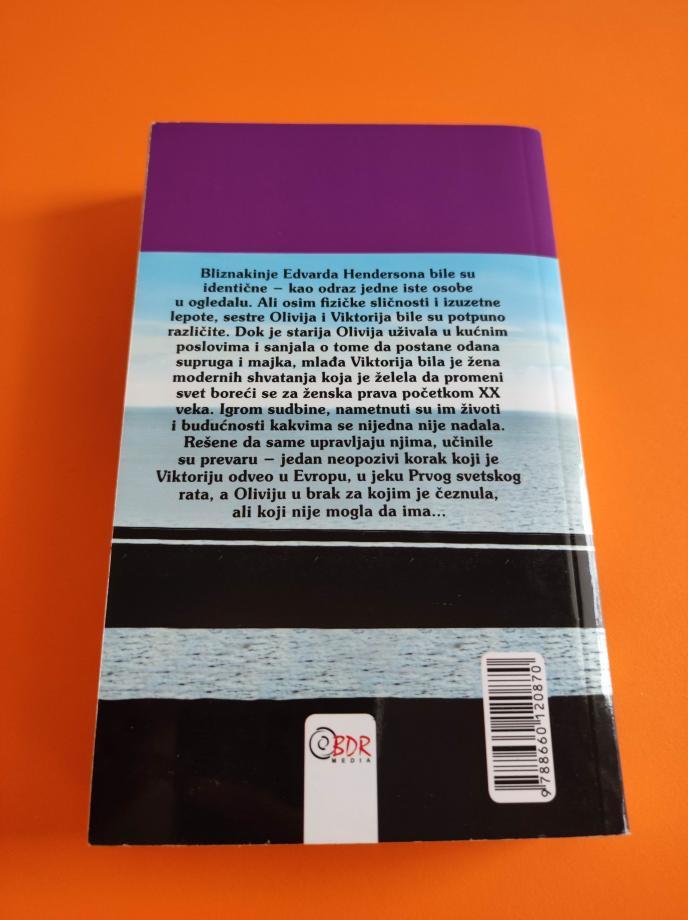 Bliznakinje Edvarda Hendersona bile su
identične – kao odraz jedne iste osobe
u ogledalu. Ali osim fizičke sličnosti i izuzetne
lepote, sestre Olivija i Viktorija bile su potpuno
različite. Dok je starija Olivija uživala u kućnim
poslovima i sanjala o tome da postane odana
supruga i majka, mlađa Viktorija bila je žena
modernih shvatanja koja je želela da promeni
svet boreći se za ženska prava početkom XX
veka. Igrom sudbine, nametnuti su im životi
i budućnosti kakvima se nijedna nije nadala.
Rešene da same upravljaju njima, učinile
su prevaru – jedan neopozivi korak koji je
Viktoriju odveo u Evropu, u jeku Prvog svetskog
rata, a Oliviju u brak za kojim je čeznula,
ali koji nije mogla da ima...
BDR
MEDIA
9788660120870